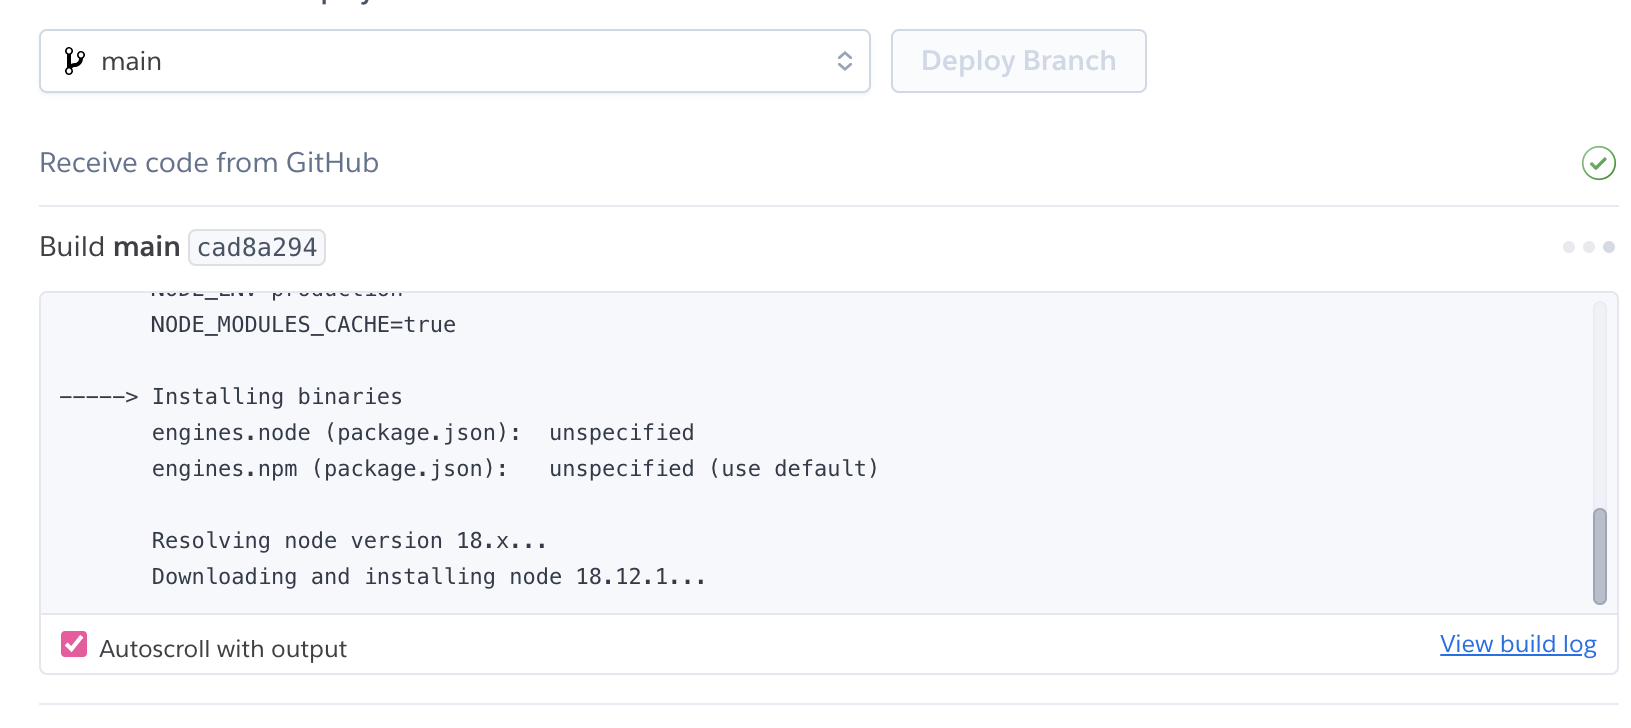 main
Deploy Branch
Receive code from GitHub
Build main cad8a294
NODE_MODULES_CACHE=true
-----> Installing binaries
engines.node (package.json): unspecified
engines.npm (package.json): unspecified (use default)
Resolving node version 18.x...
Downloading and installing node 18.12.1...
Autoscroll with output
View build log